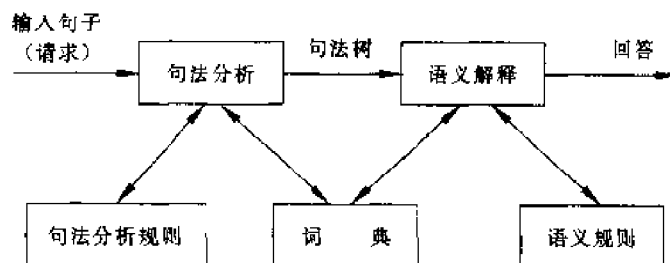 输入句子
（请求）
句法分析
句法树
语义解释
回答
句法分析规则
词 典
语义规则